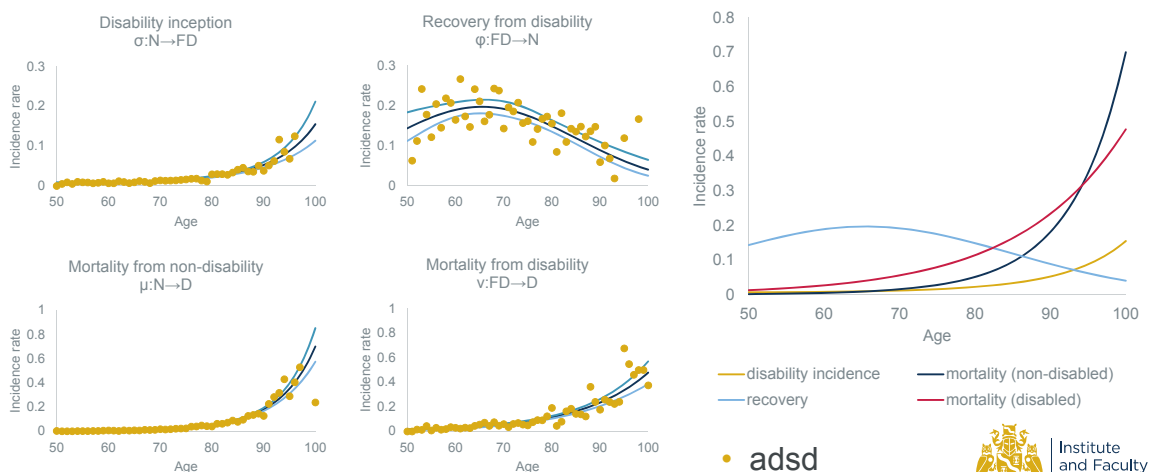 Disability inception
σ:N→FD
Incidence rate
0.3
0.2
0.1
0
50 60 70 80 90 100
Age
Recovery from disability
φ:FD→N
Incidence rate
0.3
0.2
0.1
0
50 60 70 80 90 100
Age
Mortality from non-disability
μ:N→D
Incidence rate
1
0.8
0.6
0.4
0.2
0
50 60 70 80 90 100
Age
Mortality from disability
ν:FD→D
Incidence rate
1
0.8
0.6
0.4
0.2
0
50 60 70 80 90 100
Age
Incidence rate
0.8
0.7
0.6
0.5
0.4
0.3
0.2
0.1
0
50 60 70 80 90 100
Age
disability incidence
mortality (non-disabled)
recovery
mortality (disabled)
adsd
Institute
and Faculty